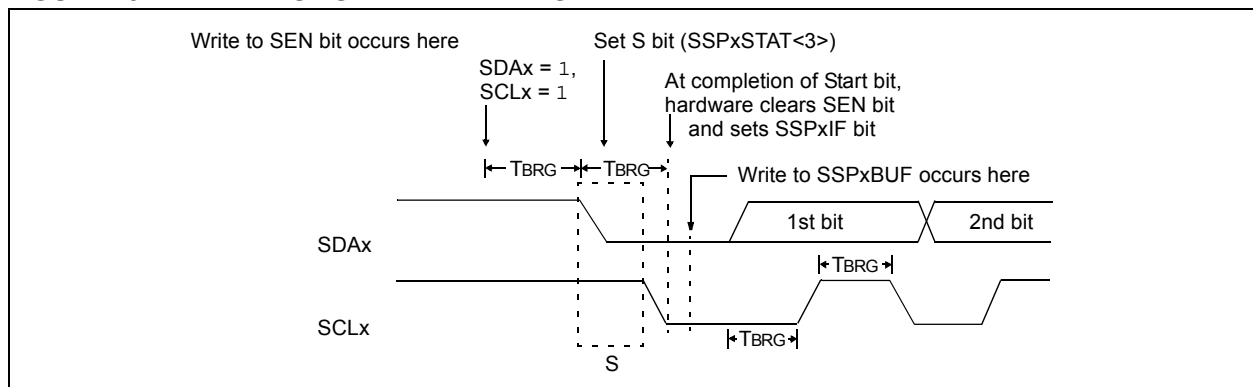 Write to SEN bit occurs here
Set S bit (SSPxSTAT<3>)
SDAx = 1,
SCLx = 1
At completion of Start bit,
hardware clears SEN bit
and sets SSPxIF bit
TBRG
TBRG
Write to SSPxBUF occurs here
SDAx
1st bit
2nd bit
TBRG
SCLx
TBRG
S